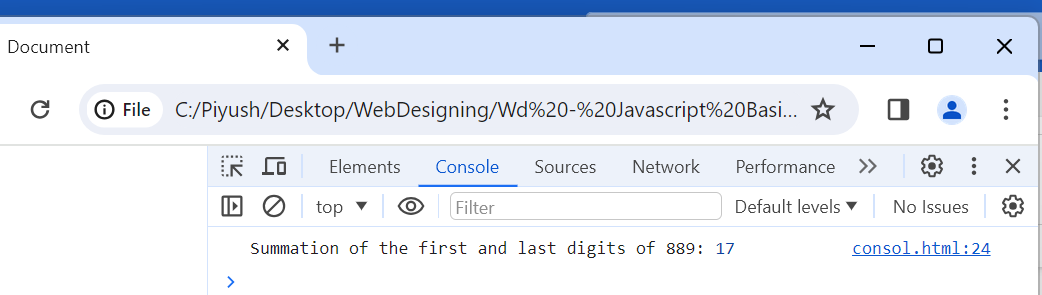 Document
File C:/Piyush/Desktop/WebDesigning/Wd%20-%20Javascript%20Basi...
Elements Console Sources Network Performance
top Filter Default levels No Issues
Summation of the first and last digits of 889: 17 consol.html:24